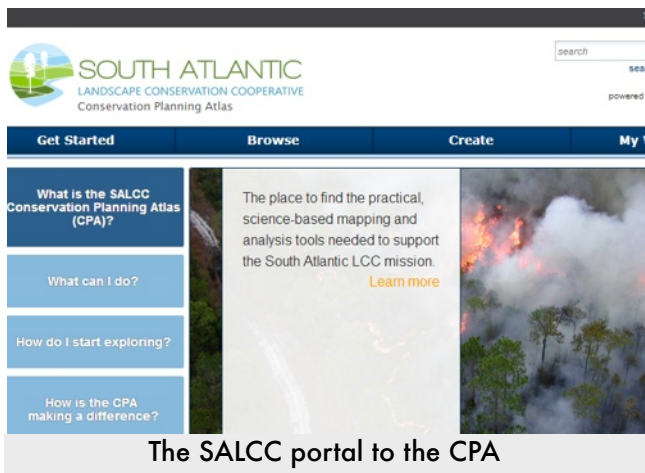 search
SOUTH ATLANTIC
LANDSCAPE CONSERVATION COOPERATIVE
Conservation Planning Atlas
powered
Get Started
Browse
Create
My
What is the SALCC
Conservation Planning Atlas
(CPA)?
The place to find the practical,
science-based mapping and
analysis tools needed to support
the South Atlantic LCC mission.
Learn more
What can I do?
How do I start exploring?
How is the CPA
making a difference?
The SALCC portal to the CPA